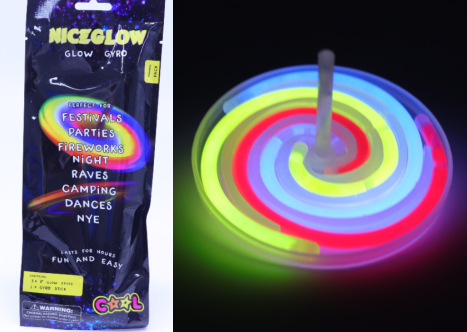 NICEGLOW
GLOW GYRO
PERFECT FOR
FESTIVALS
PARTIES
FIREWORKS
NIGHT
RAVES
CAMPING
DANCES
NYE
LASTS FOR HOURS
FUN AND EASY
COOL
WARNING: